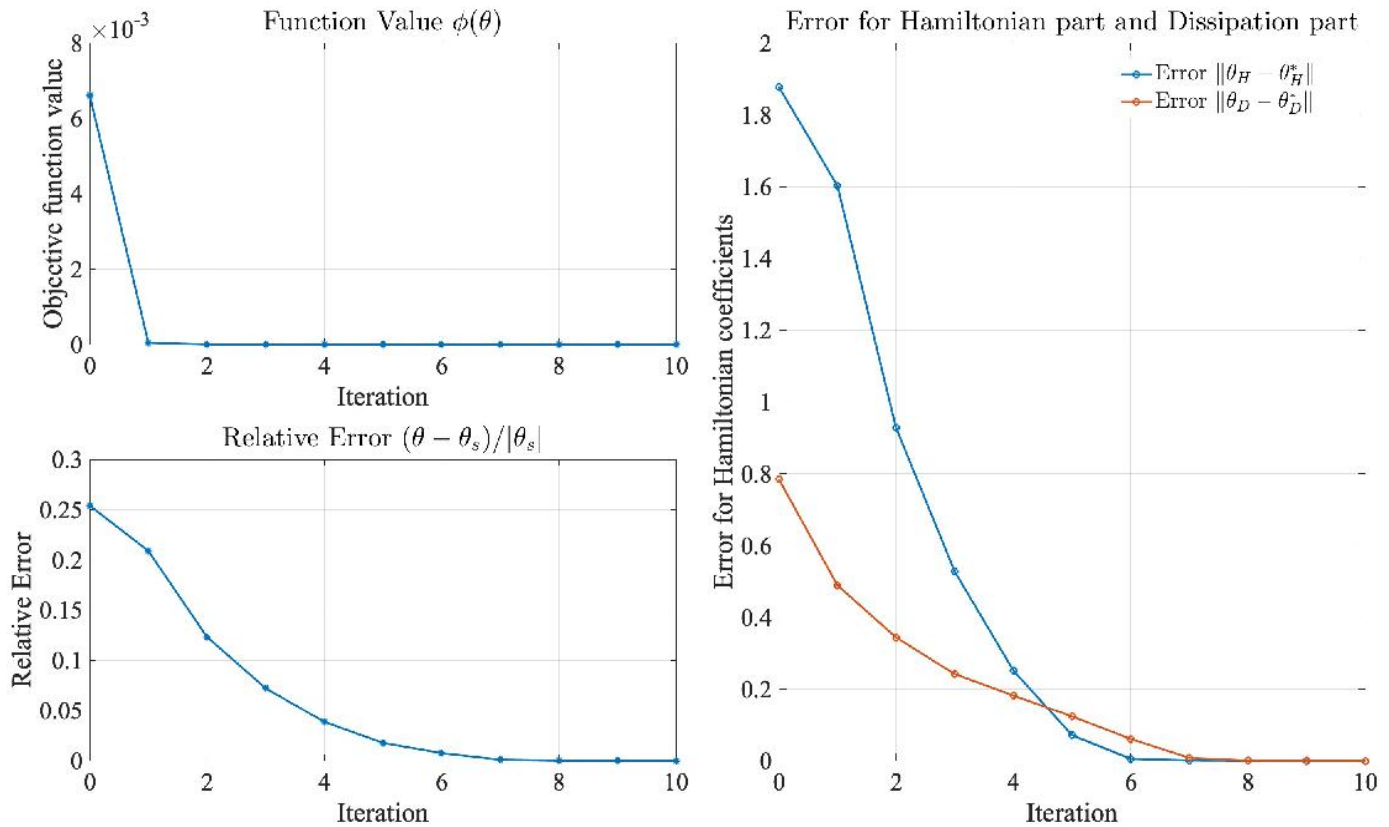 Function Value ϕ(θ)
×10⁻³
8
6
4
2
0
Objective function value
0 2 4 6 8 10
Iteration
Relative Error (θ − θₛ)/|θₛ|
0.3
0.25
0.2
0.15
0.1
0.05
0
Relative Error
0 2 4 6 8 10
Iteration
Error for Hamiltonian part and Dissipation part
Error ‖θ_H − θ*_H‖
Error ‖θ_D − θ*_D‖
2
1.8
1.6
1.4
1.2
1
0.8
0.6
0.4
0.2
0
Error for Hamiltonian coefficients
0 2 4 6 8 10
Iteration